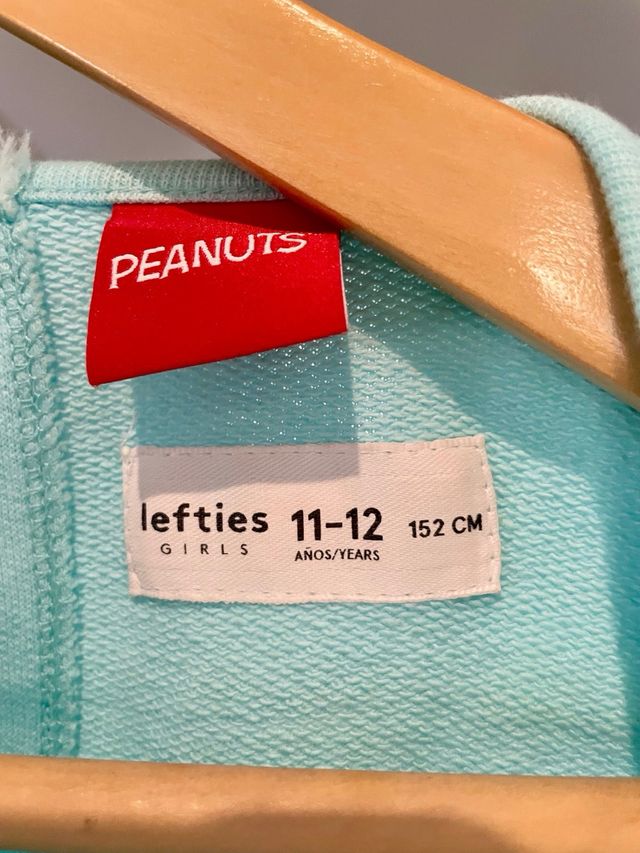 PEANUTS
lefties 11-12 152 CM
GIRLS AÑOS/YEARS